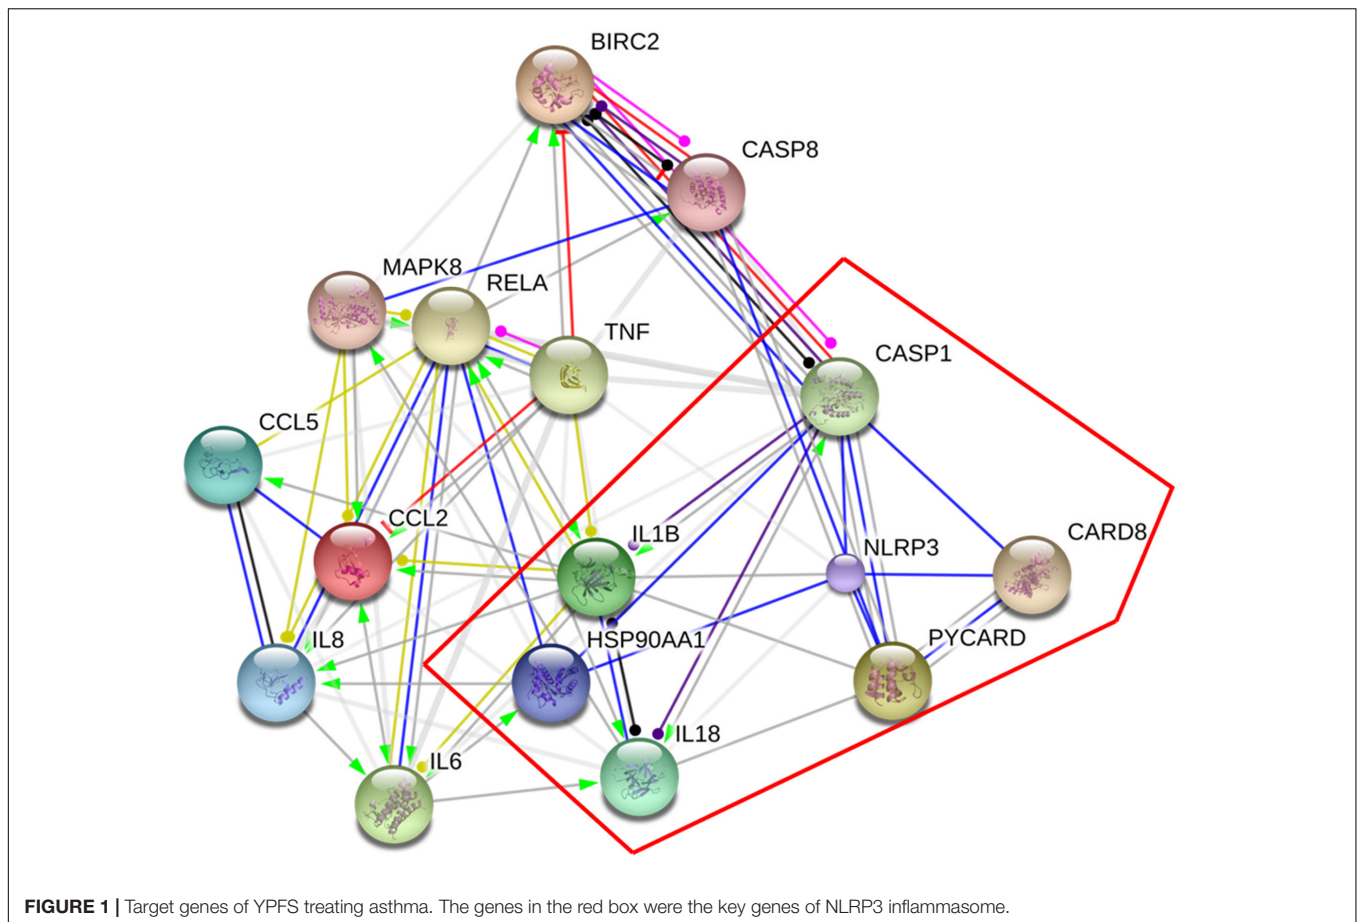 BIRC2
CASP8
MAPK8
RELA
TNF
CASP1
CCL5
CCL2
IL1B
CARD8
NLRP3
IL8
HSP90AA1
PYCARD
IL18
IL6
FIGURE 1 | Target genes of YPFS treating asthma. The genes in the red box were the key genes of NLRP3 inflammasome.